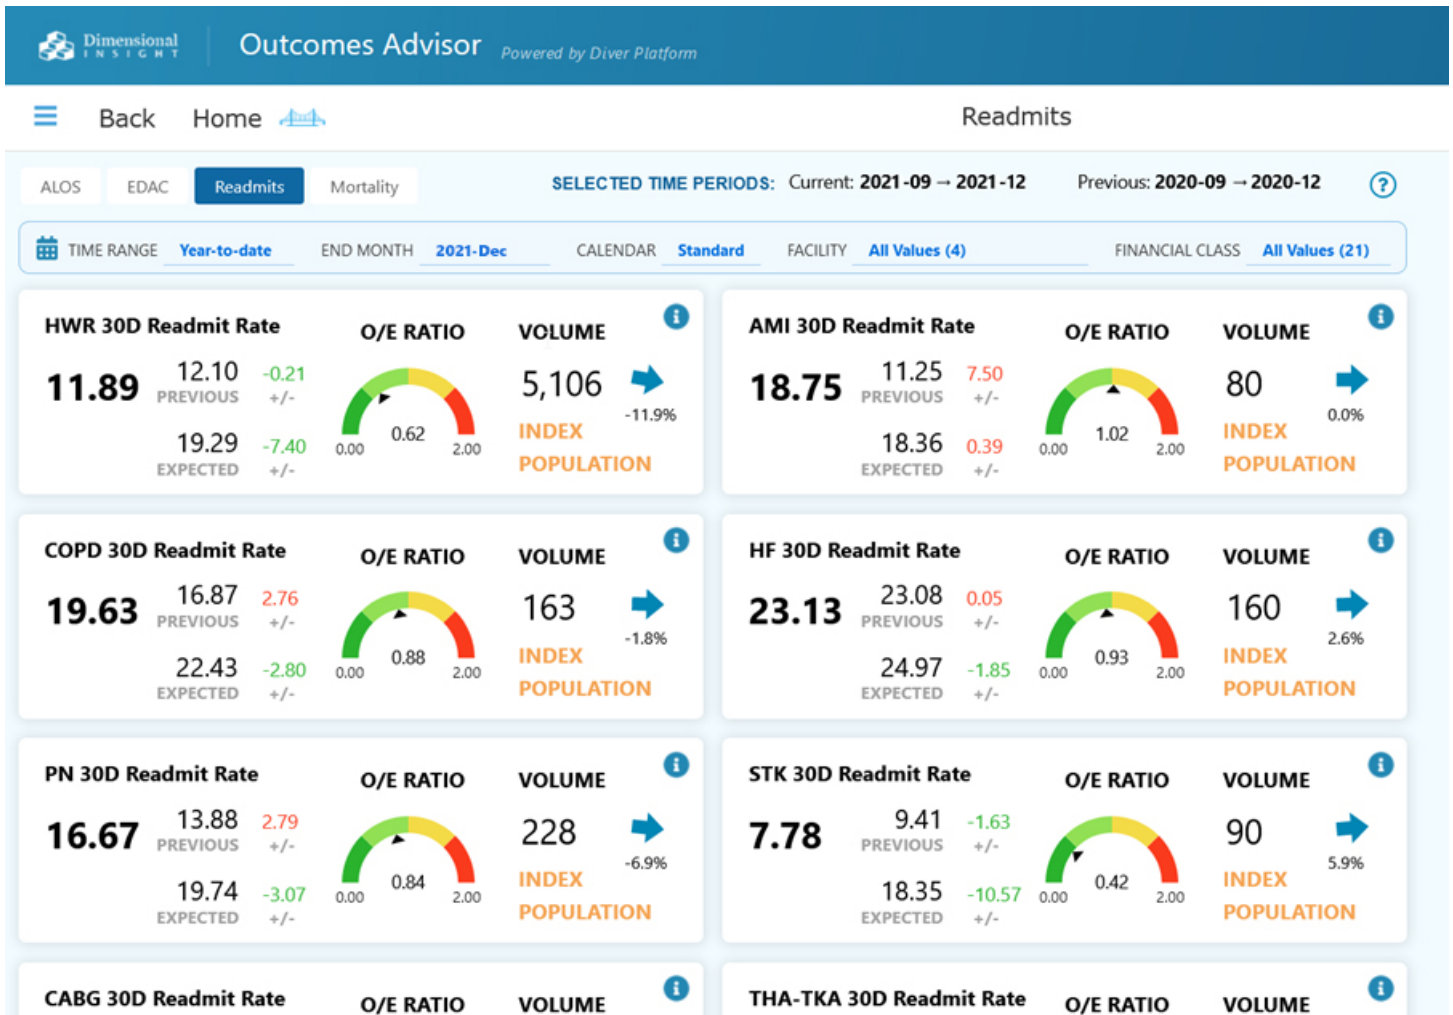 Dimensional
INSIGHT
Outcomes Advisor Powered by Diver Platform
Back Home Readmits
ALOS EDAC Readmits Mortality SELECTED TIME PERIODS: Current: 2021-09 → 2021-12 Previous: 2020-09 → 2020-12 ?
TIME RANGE Year-to-date END MONTH 2021-Dec CALENDAR Standard FACILITY All Values (4) FINANCIAL CLASS All Values (21)
HWR 30D Readmit Rate O/E RATIO VOLUME i
11.89 12.10 -0.21 5,106
PREVIOUS +/- -11.9%
19.29 -7.40 0.00 0.62 2.00 INDEX
EXPECTED +/- POPULATION
AMI 30D Readmit Rate O/E RATIO VOLUME i
18.75 11.25 7.50 80
PREVIOUS +/- 0.0%
18.36 0.39 0.00 1.02 2.00 INDEX
EXPECTED +/- POPULATION
COPD 30D Readmit Rate O/E RATIO VOLUME i
19.63 16.87 2.76 163
PREVIOUS +/- -1.8%
22.43 -2.80 0.00 0.88 2.00 INDEX
EXPECTED +/- POPULATION
HF 30D Readmit Rate O/E RATIO VOLUME i
23.13 23.08 0.05 160
PREVIOUS +/- 2.6%
24.97 -1.85 0.00 0.93 2.00 INDEX
EXPECTED +/- POPULATION
PN 30D Readmit Rate O/E RATIO VOLUME i
16.67 13.88 2.79 228
PREVIOUS +/- -6.9%
19.74 -3.07 0.00 0.84 2.00 INDEX
EXPECTED +/- POPULATION
STK 30D Readmit Rate O/E RATIO VOLUME i
7.78 9.41 -1.63 90
PREVIOUS +/- 5.9%
18.35 -10.57 0.00 0.42 2.00 INDEX
EXPECTED +/- POPULATION
CABG 30D Readmit Rate O/E RATIO VOLUME i
THA-TKA 30D Readmit Rate O/E RATIO VOLUME i